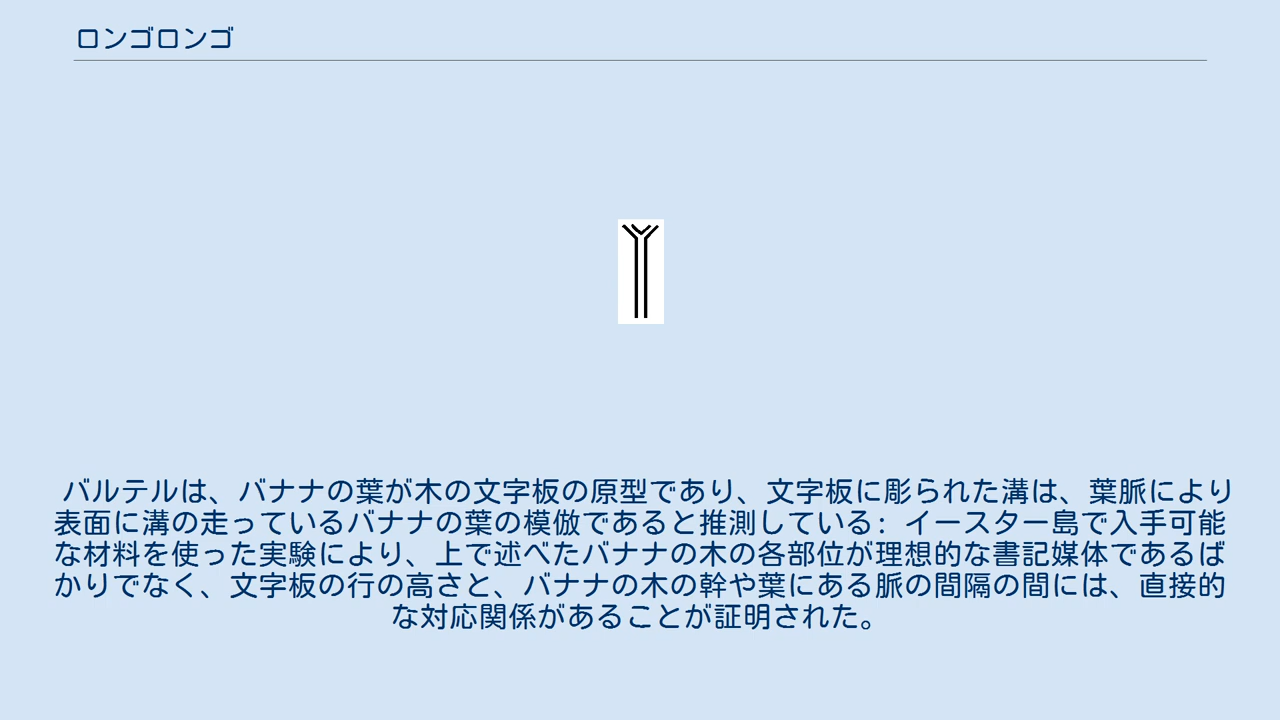 ロンゴロンゴ
バルテルは、バナナの葉が木の文字板の原型であり、文字板に彫られた溝は、葉脈により
表面に溝の走っているバナナの葉の模倣であると推測している：イースター島で入手可能
な材料を使った実験により、上で述べたバナナの木の各部位が理想的な書記媒体であるば
かりでなく、文字板の行の高さと、バナナの木の幹や葉にある脈の間隔の間には、直接的
な対応関係があることが証明された。